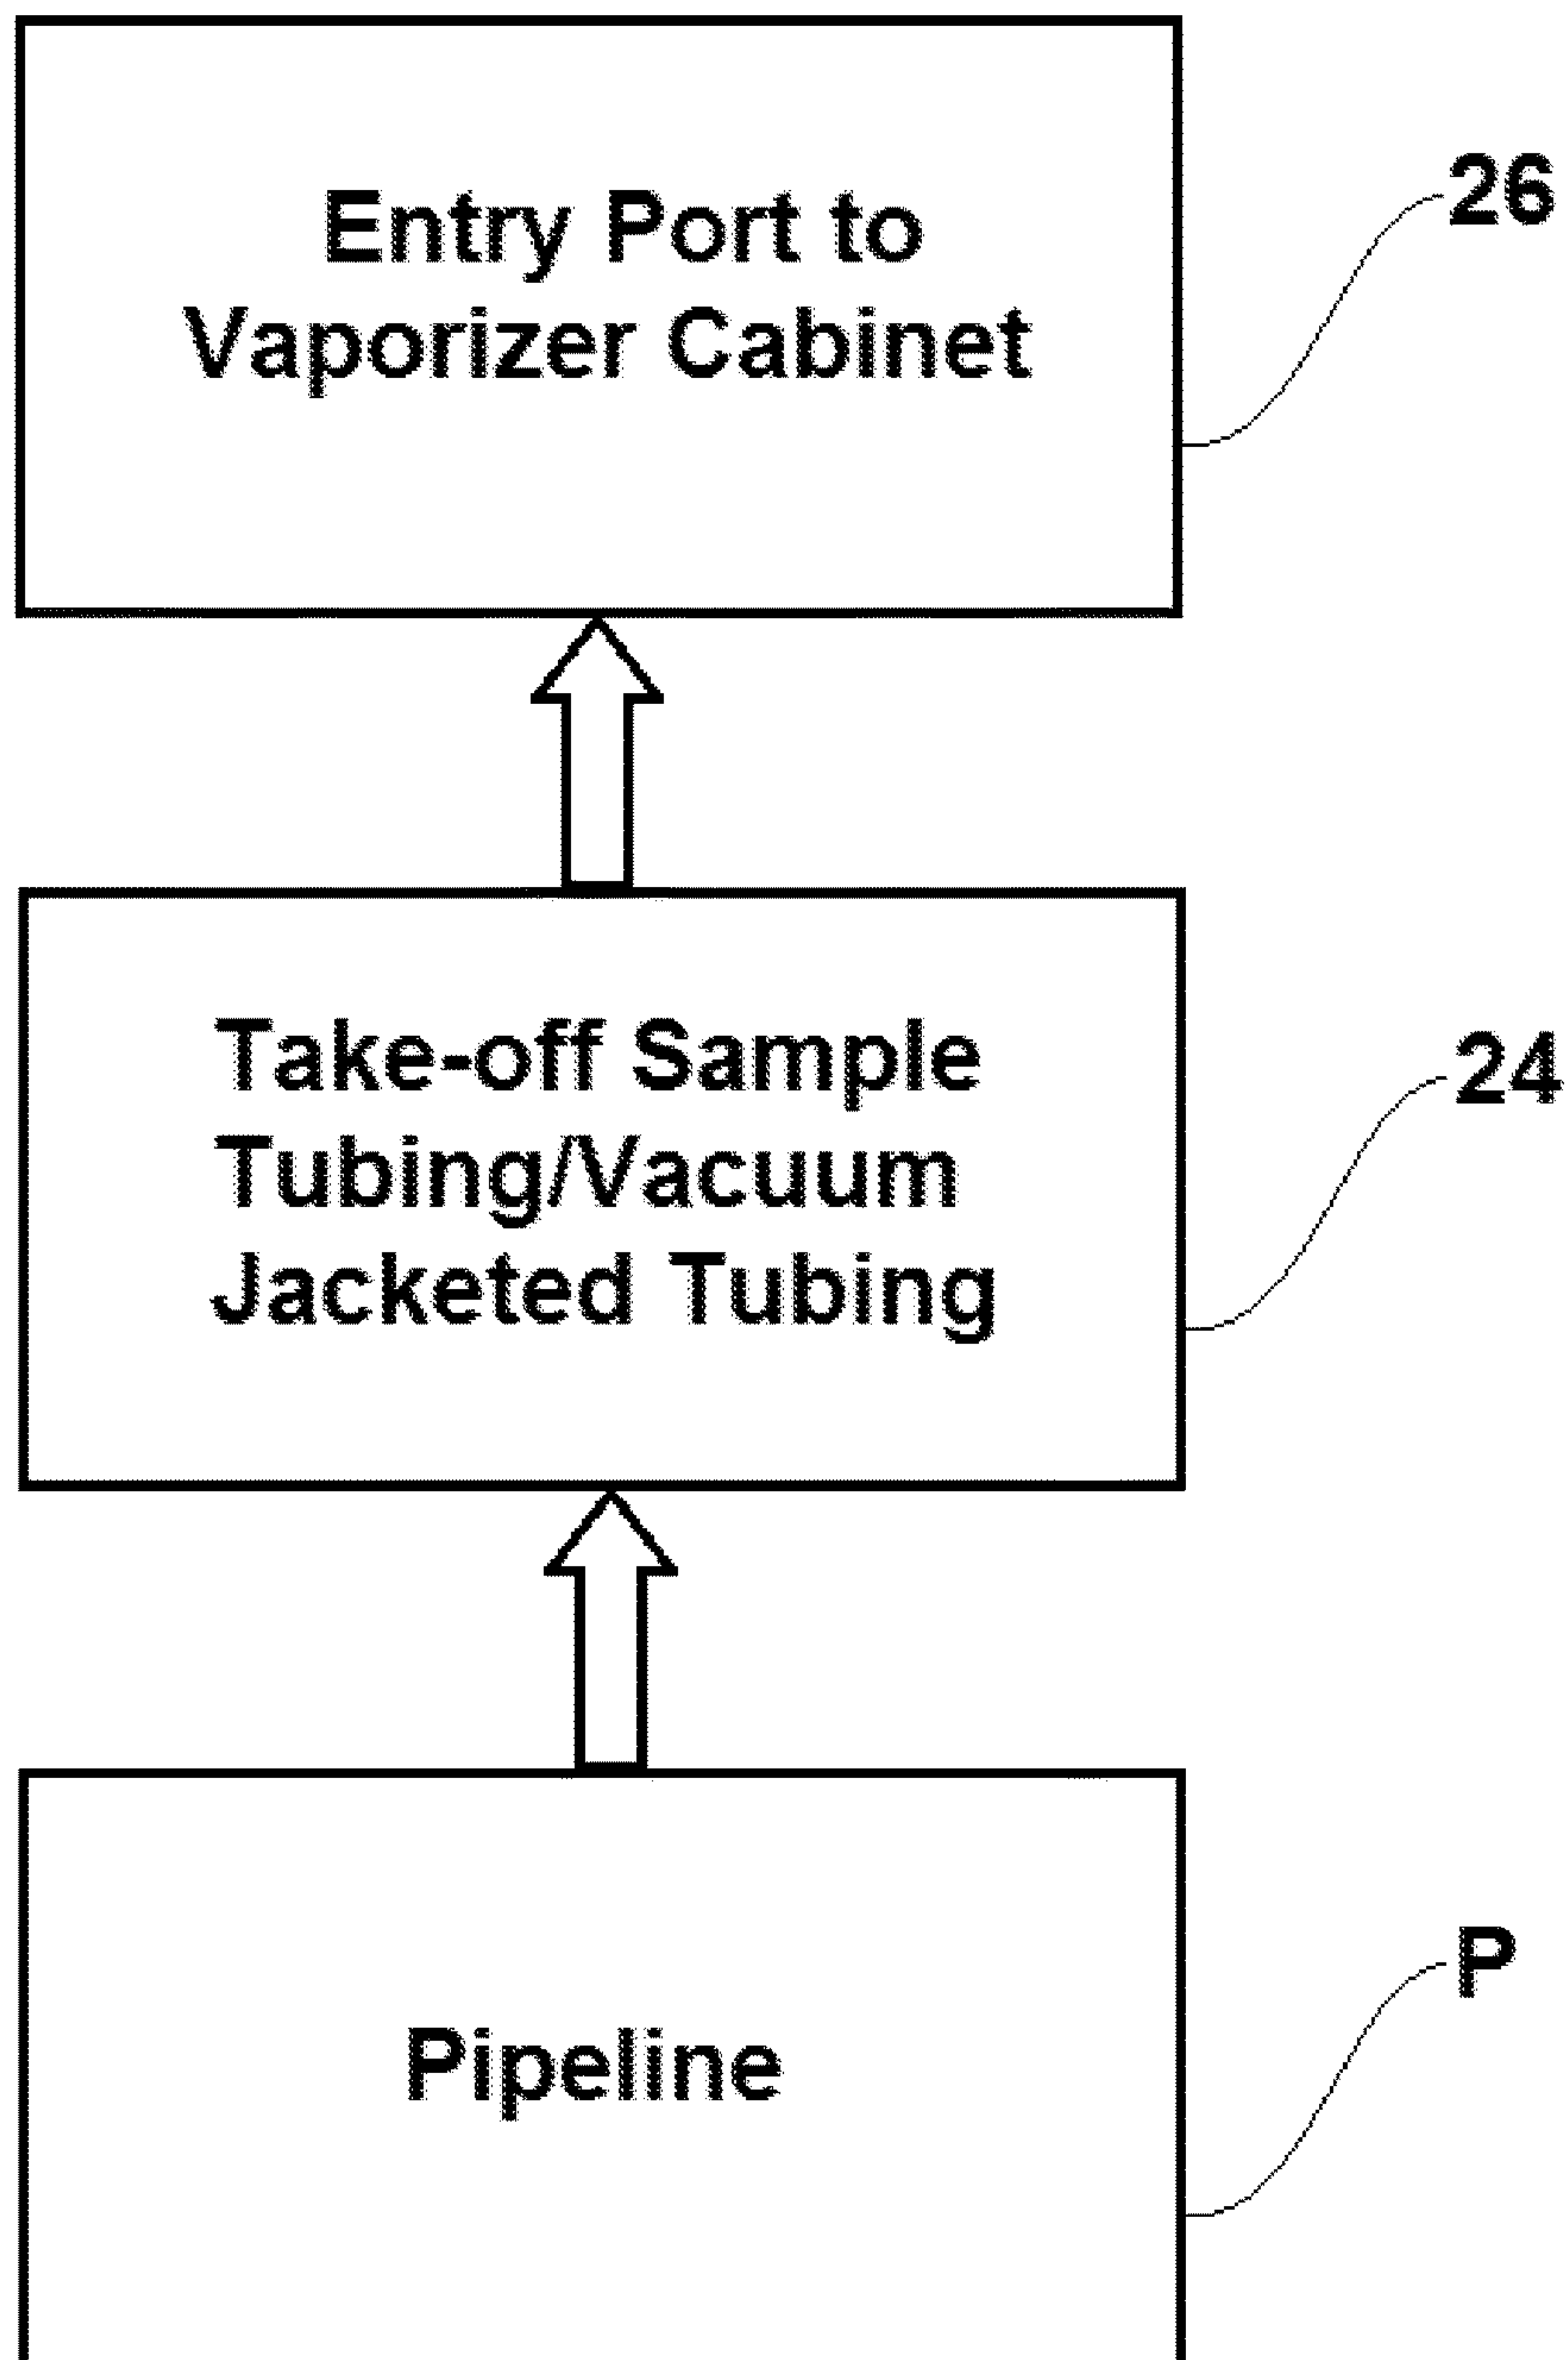 Entry Port to
Vaporizer Cabinet
26
Take-off Sample
Tubing/Vacuum
Jacketed Tubing
24
Pipeline
P